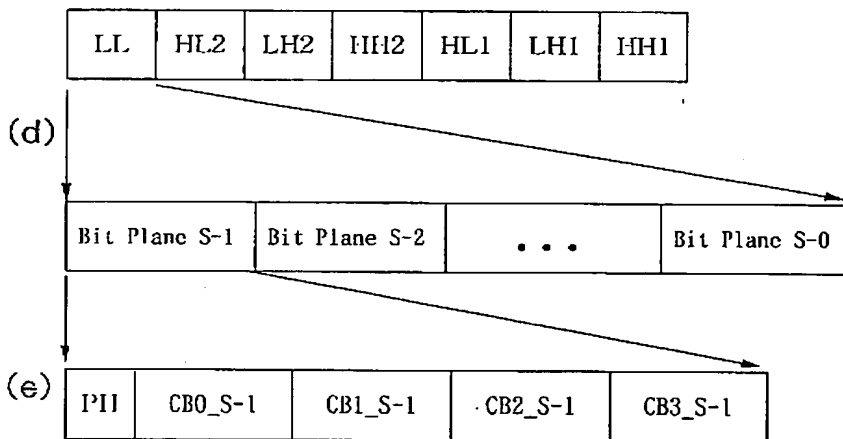 LL HL2 LH2 HH2 HL1 LH1 HH1
(d)
Bit Plane S-1 Bit Plane S-2 • • • Bit Plane S-0
(e)
PH CB0_S-1 CB1_S-1 CB2_S-1 CB3_S-1